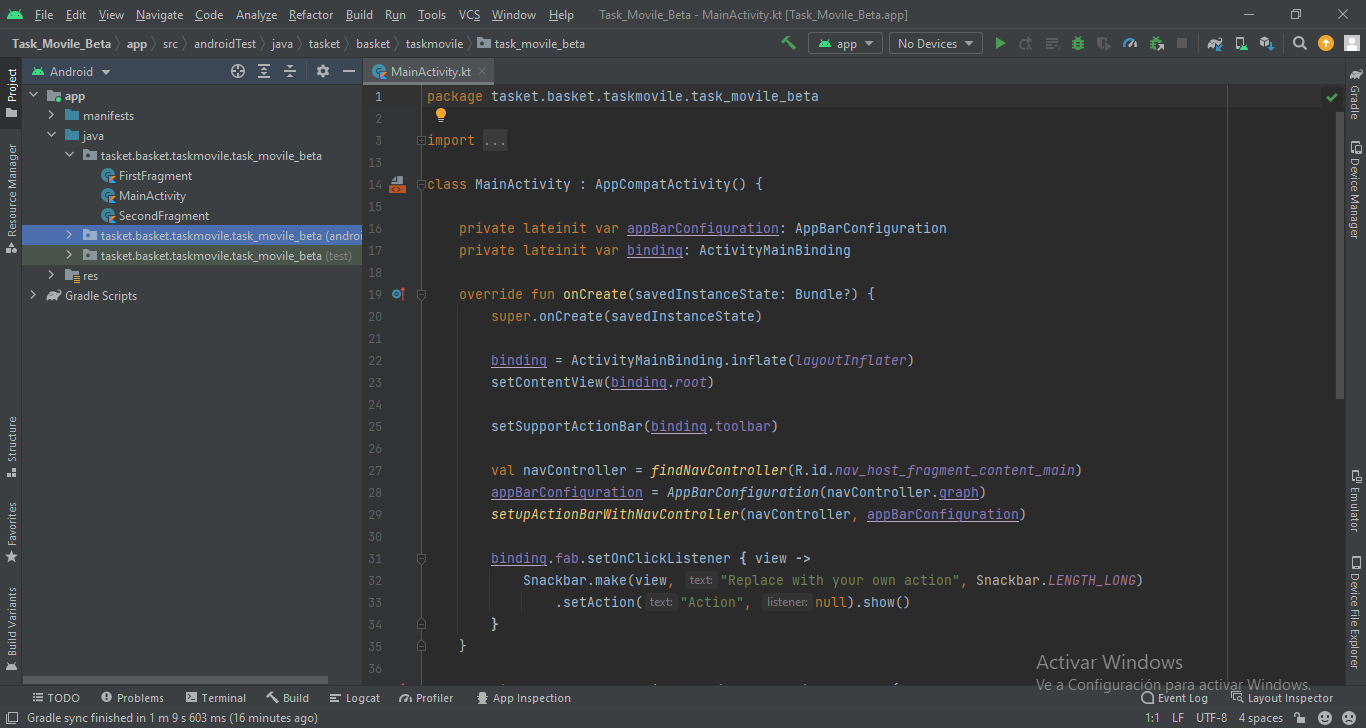 File Edit View Navigate Code Analyze Refactor Build Run Tools VCS Window Help Task_Movile_Beta - MainActivity.kt [Task_Movile_Beta.app]
Task_Movile_Beta app src androidTest java tasket basket taskmovile task_movile_beta app No Devices
Project
Resource Manager
Structure
Favorites
Build Variants
Android
app
manifests
java
tasket.basket.taskmovile.task_movile_beta
FirstFragment
MainActivity
SecondFragment
tasket.basket.taskmovile.task_movile_beta (androi
tasket.basket.taskmovile.task_movile_beta (test)
res
Gradle Scripts
MainActivity.kt
1 package tasket.basket.taskmovile.task_movile_beta
2
3 import ...
13
14 class MainActivity : AppCompatActivity() {
15
16 private lateinit var appBarConfiguration: AppBarConfiguration
17 private lateinit var binding: ActivityMainBinding
18
19 override fun onCreate(savedInstanceState: Bundle?) {
20 super.onCreate(savedInstanceState)
21
22 binding = ActivityMainBinding.inflate(layoutInflater)
23 setContentView(binding.root)
24
25 setSupportActionBar(binding.toolbar)
26
27 val navController = findNavController(R.id.nav_host_fragment_content_main)
28 appBarConfiguration = AppBarConfiguration(navController.graph)
29 setupActionBarWithNavController(navController, appBarConfiguration)
30
31 binding.fab.setOnClickListener { view ->
32 Snackbar.make(view, text: "Replace with your own action", Snackbar.LENGTH_LONG)
33 .setAction( text: "Action", listener: null).show()
34 }
35 }
36
Gradle
Device Manager
Emulator
Device File Explorer
Activar Windows
Ve a Configuración para activar Windows.
TODO Problems Terminal Build Logcat Profiler App Inspection Event Log Layout Inspector
Gradle sync finished in 1 m 9 s 603 ms (16 minutes ago) 1:1 LF UTF-8 4 spaces